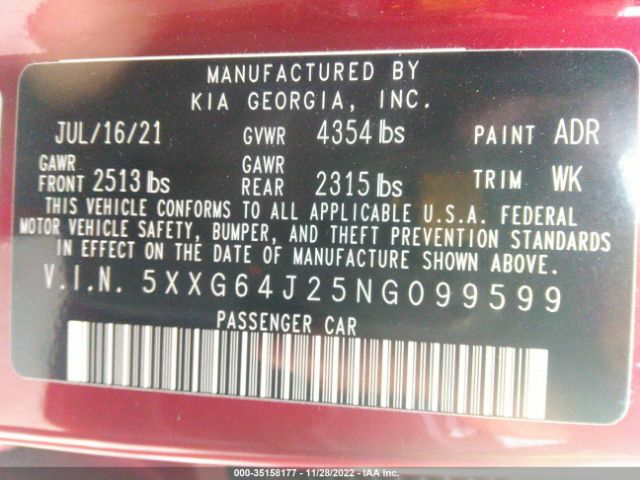 MANUFACTURED BY
KIA GEORGIA, INC.
JUL/16/21 GVWR 4354 lbs PAINT ADR
GAWR FRONT 2513 lbs GAWR REAR 2315 lbs TRIM WK
THIS VEHICLE CONFORMS TO ALL APPLICABLE U.S.A. FEDERAL
MOTOR VEHICLE SAFETY, BUMPER, AND THEFT PREVENTION STANDARDS
IN EFFECT ON THE DATE OF MANUFACTURE SHOWN ABOVE.
V.I.N. 5XXG64J25NG099599
PASSENGER CAR
000-35158177 - 11/28/2022 - IAA Inc.